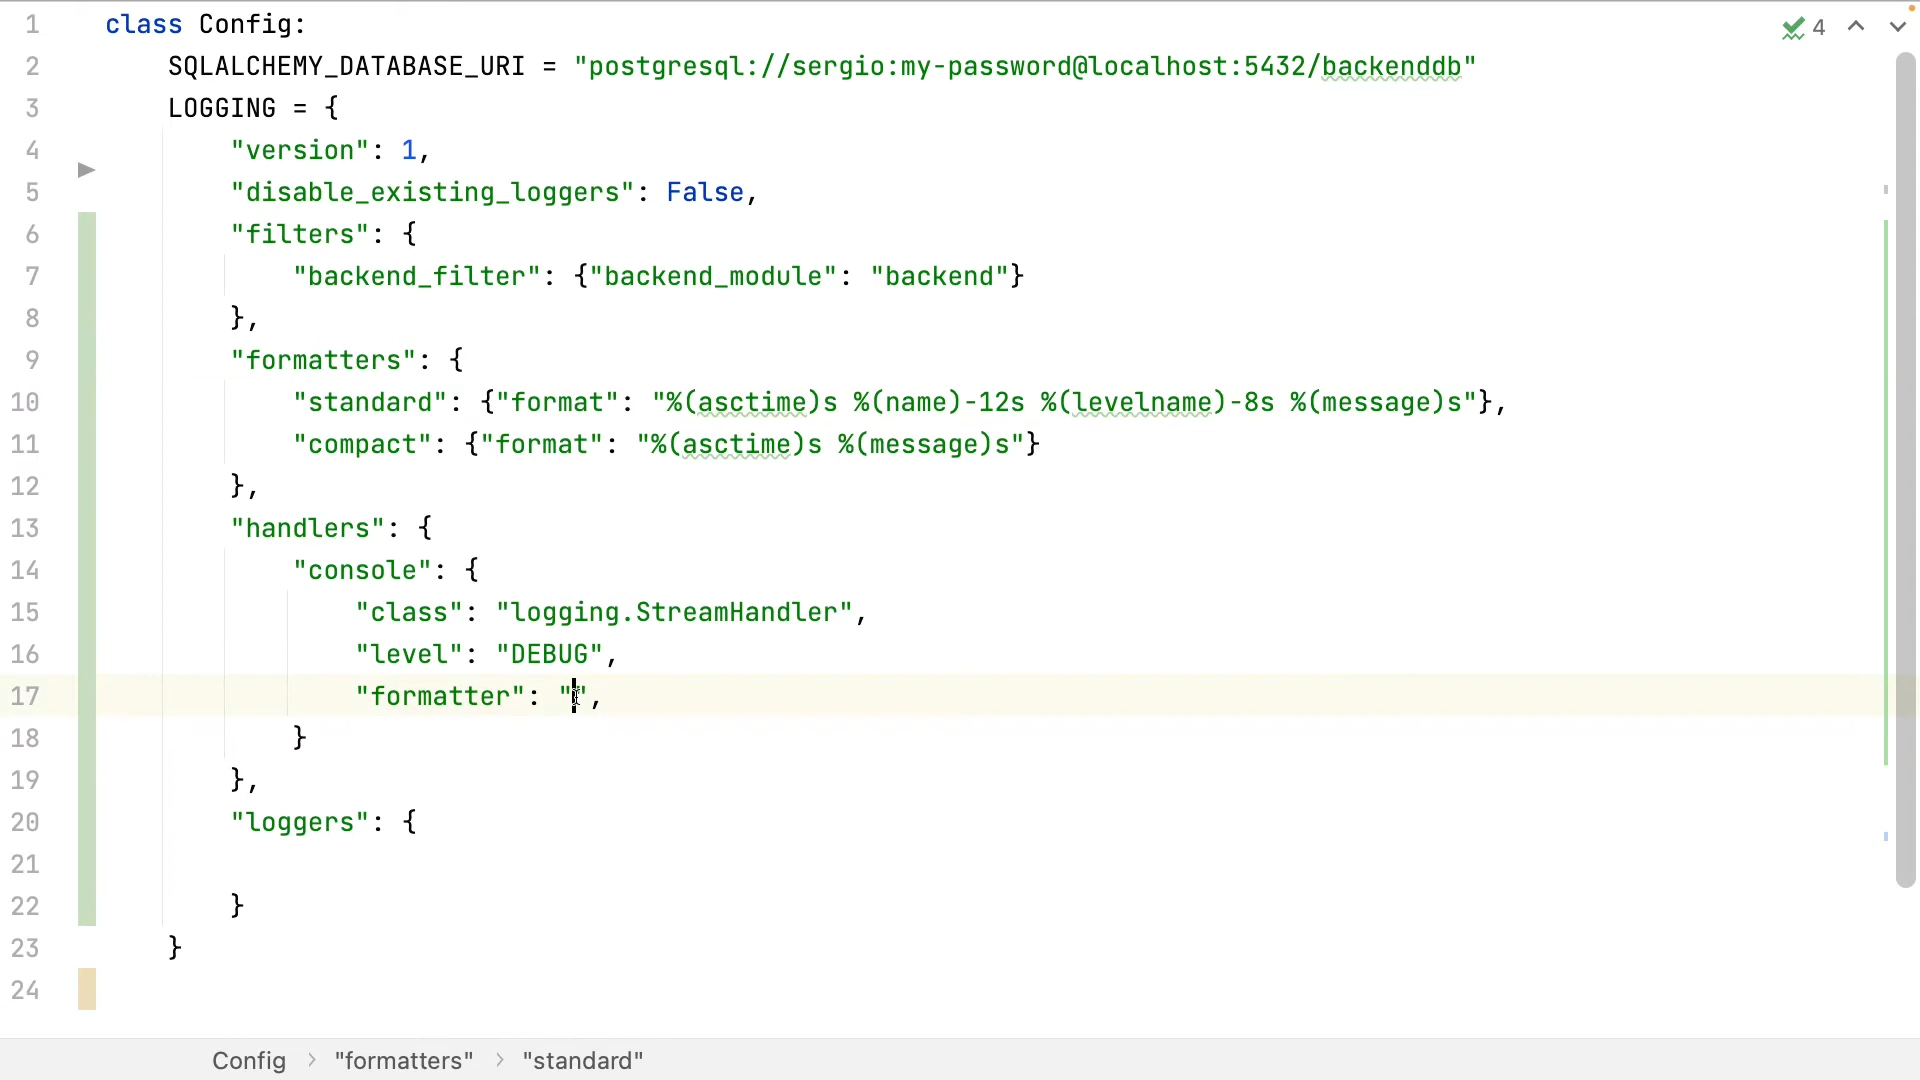 1 class Config:
2 SQLALCHEMY_DATABASE_URI = "postgresql://sergio:my-password@localhost:5432/backenddb"
3 LOGGING = {
4 "version": 1,
5 "disable_existing_loggers": False,
6 "filters": {
7 "backend_filter": {"backend_module": "backend"}
8 },
9 "formatters": {
10 "standard": {"format": "%(asctime)s %(name)-12s %(levelname)-8s %(message)s"},
11 "compact": {"format": "%(asctime)s %(message)s"}
12 },
13 "handlers": {
14 "console": {
15 "class": "logging.StreamHandler",
16 "level": "DEBUG",
17 "formatter": "",
18 }
19 },
20 "loggers": {
21
22 }
23 }
24
4
Config > "formatters" > "standard"